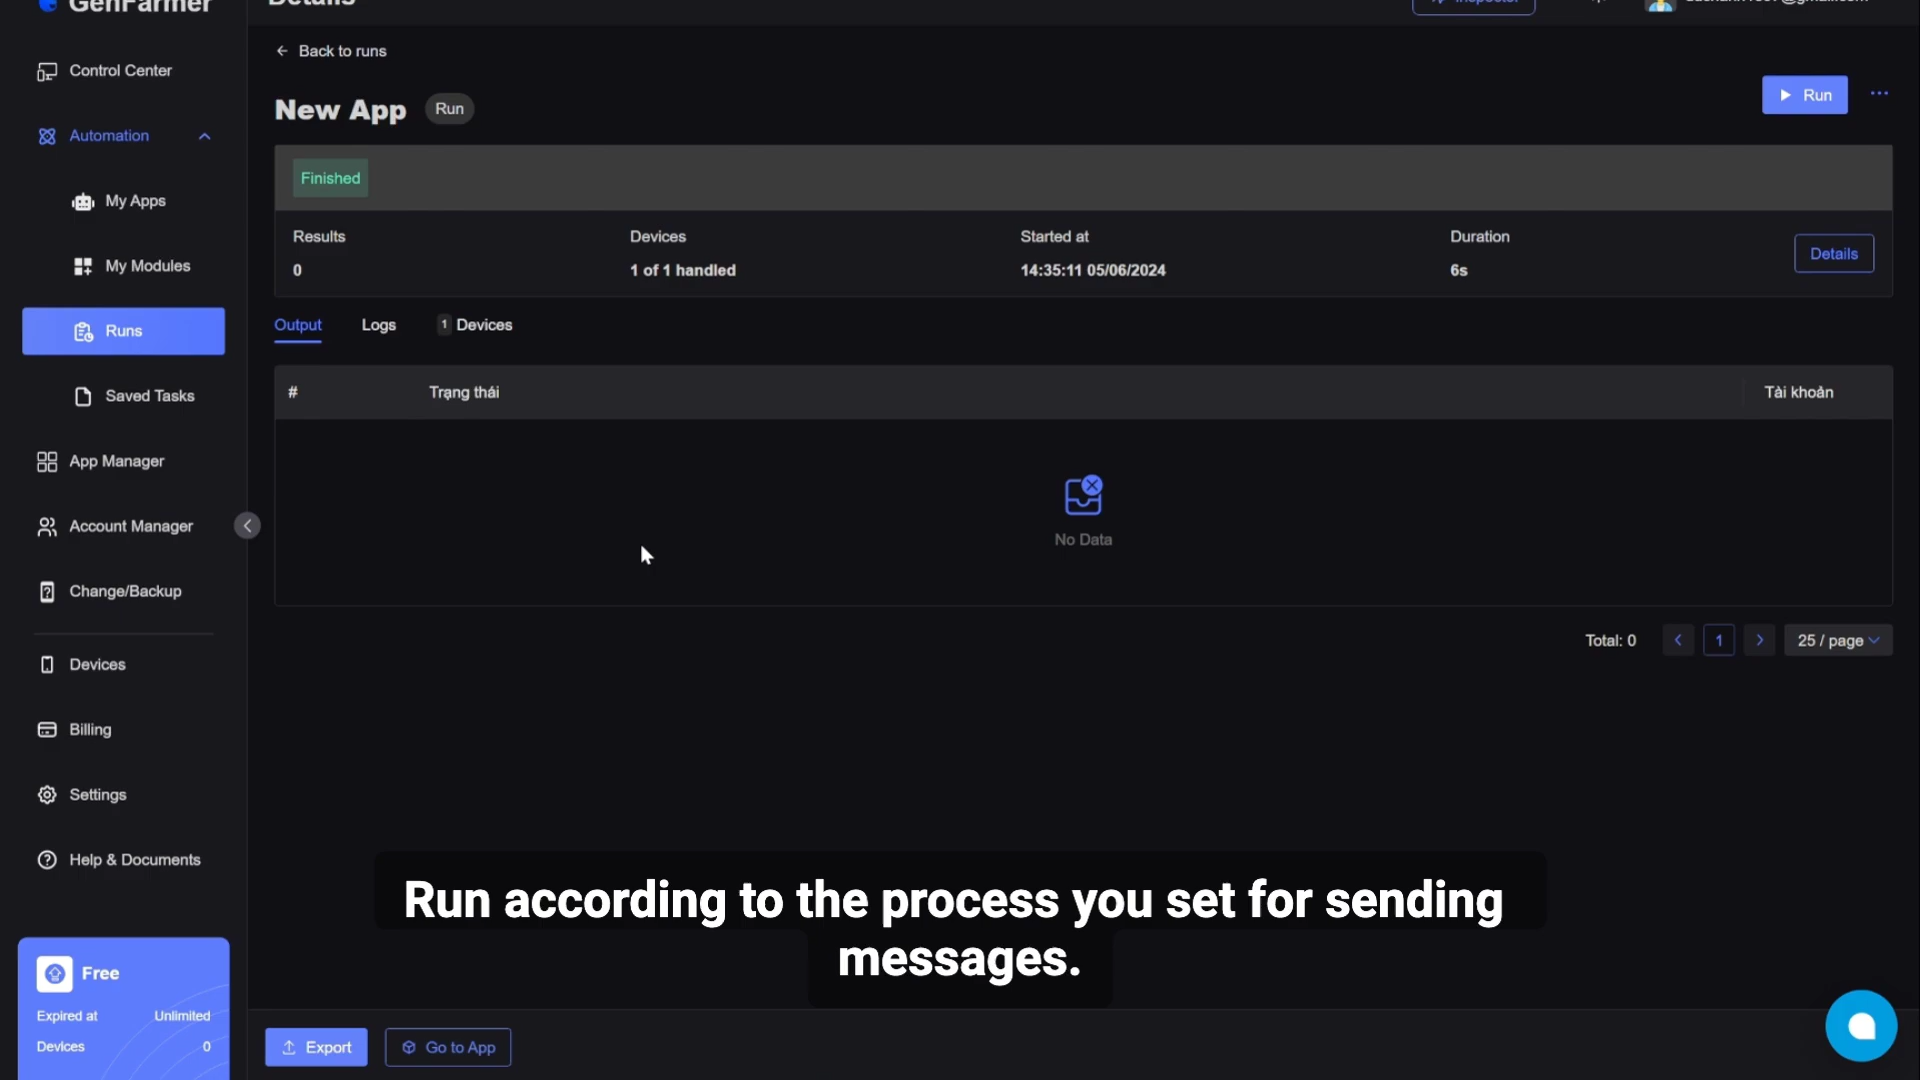 GenFarmer
Details
Inspector
Back to runs
Control Center
New App
Run
Run
Automation
Finished
My Apps
Results
Devices
Started at
Duration
0
1 of 1 handled
14:35:11 05/06/2024
6s
Details
My Modules
Output
Logs
1 Devices
Runs
#
Trạng thái
Tài khoản
Saved Tasks
App Manager
No Data
Account Manager
Change/Backup
Total: 0
1
25 / page
Devices
Billing
Settings
Help & Documents
Run according to the process you set for sending
messages.
Free
Expired at
Unlimited
Devices
0
Export
Go to App